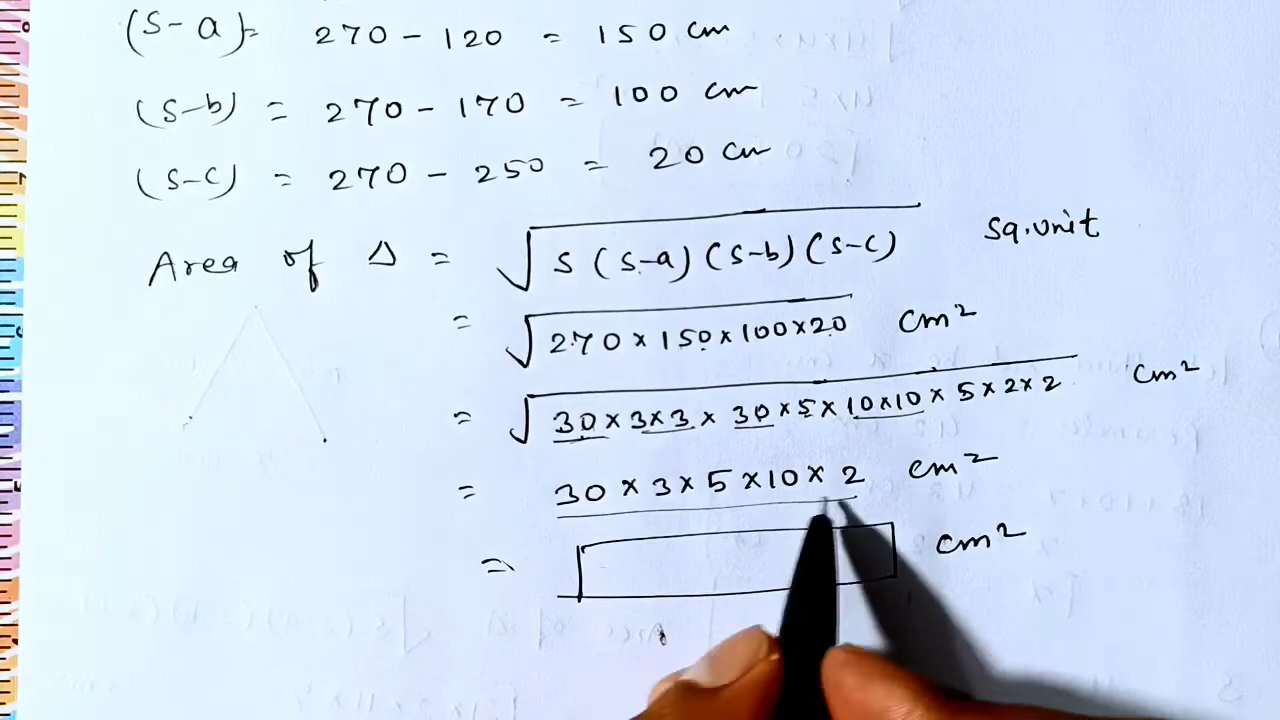 (S-a)= 270 - 120 = 150 cm
(S-b) = 270 - 170 = 100 cm
(S-C) = 270 - 250 = 20 cm
Area of Δ = √S(S-a)(S-b)(S-C) Sq.unit
= √270×150×100×20 cm²
= √30×3×3×30×5×10×10×5×2×2 cm²
= 30×3×5×10×2 cm²
= cm²